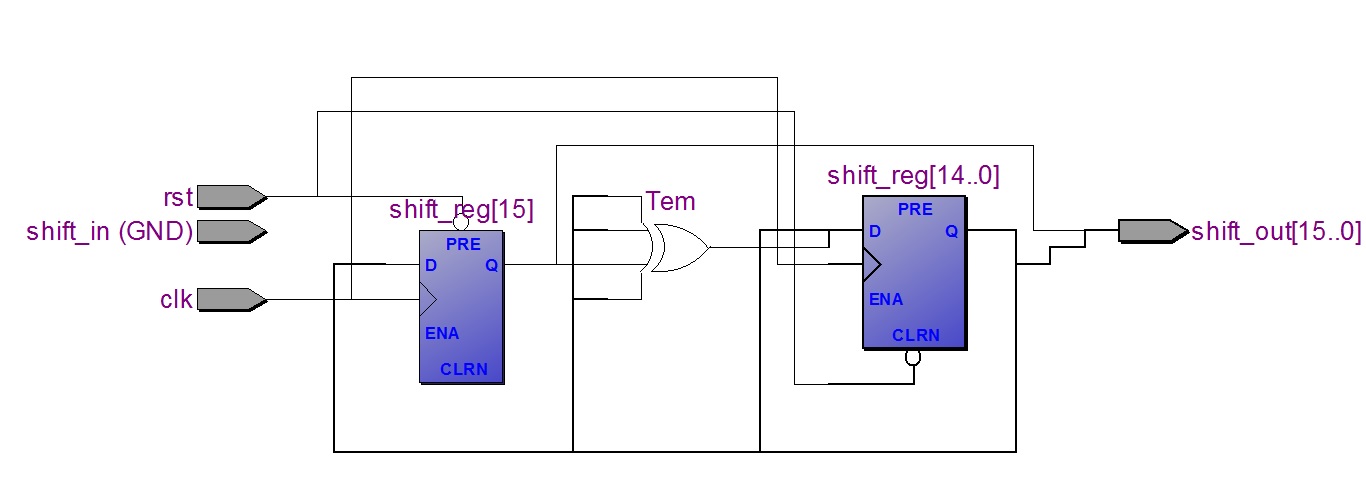 rst
shift_in (GND)
clk
shift_reg[15]
PRE
D
Q
ENA
CLRN
Tem
shift_reg[14..0]
PRE
D
Q
ENA
CLRN
shift_out[15..0]